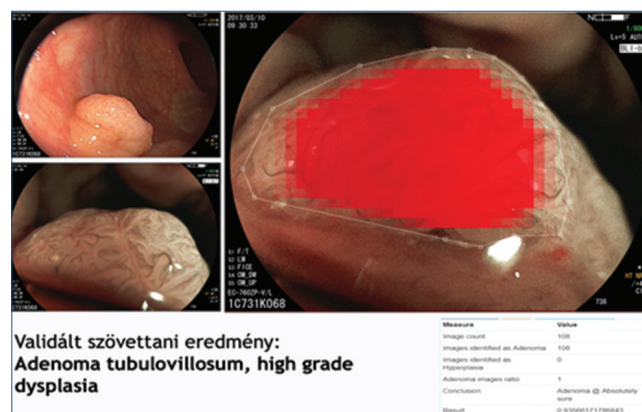 2017/03/10
09 30 33
S1 F/T
S2 LM
S3 FICE
S4 OM_DW
S5 OM_UP
EC-760ZP-V/L
1C731K068
738
1C731K068
Validált szövettani eredmény:
Adenoma tubulovillosum, high grade
dysplasia
Measure Value
Image count 108
Images identified as Adenoma 108
Images identified as 0
Hyperplasia
Adenoma images ratio 1
Conclusion Adenoma @ Absolutely
sure
Result